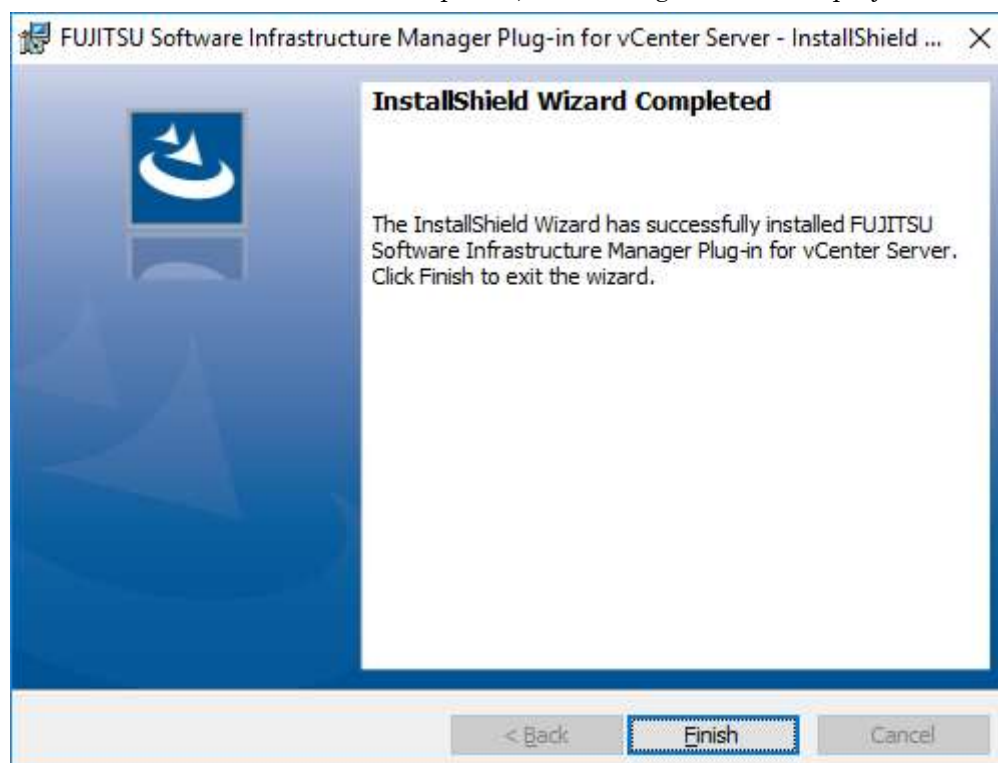 FUJITSU Software Infrastructure Manager Plug-in for vCenter Server - InstallShield ...
InstallShield Wizard Completed
The InstallShield Wizard has successfully installed FUJITSU
Software Infrastructure Manager Plug-in for vCenter Server.
Click Finish to exit the wizard.
< Back
Finish
Cancel